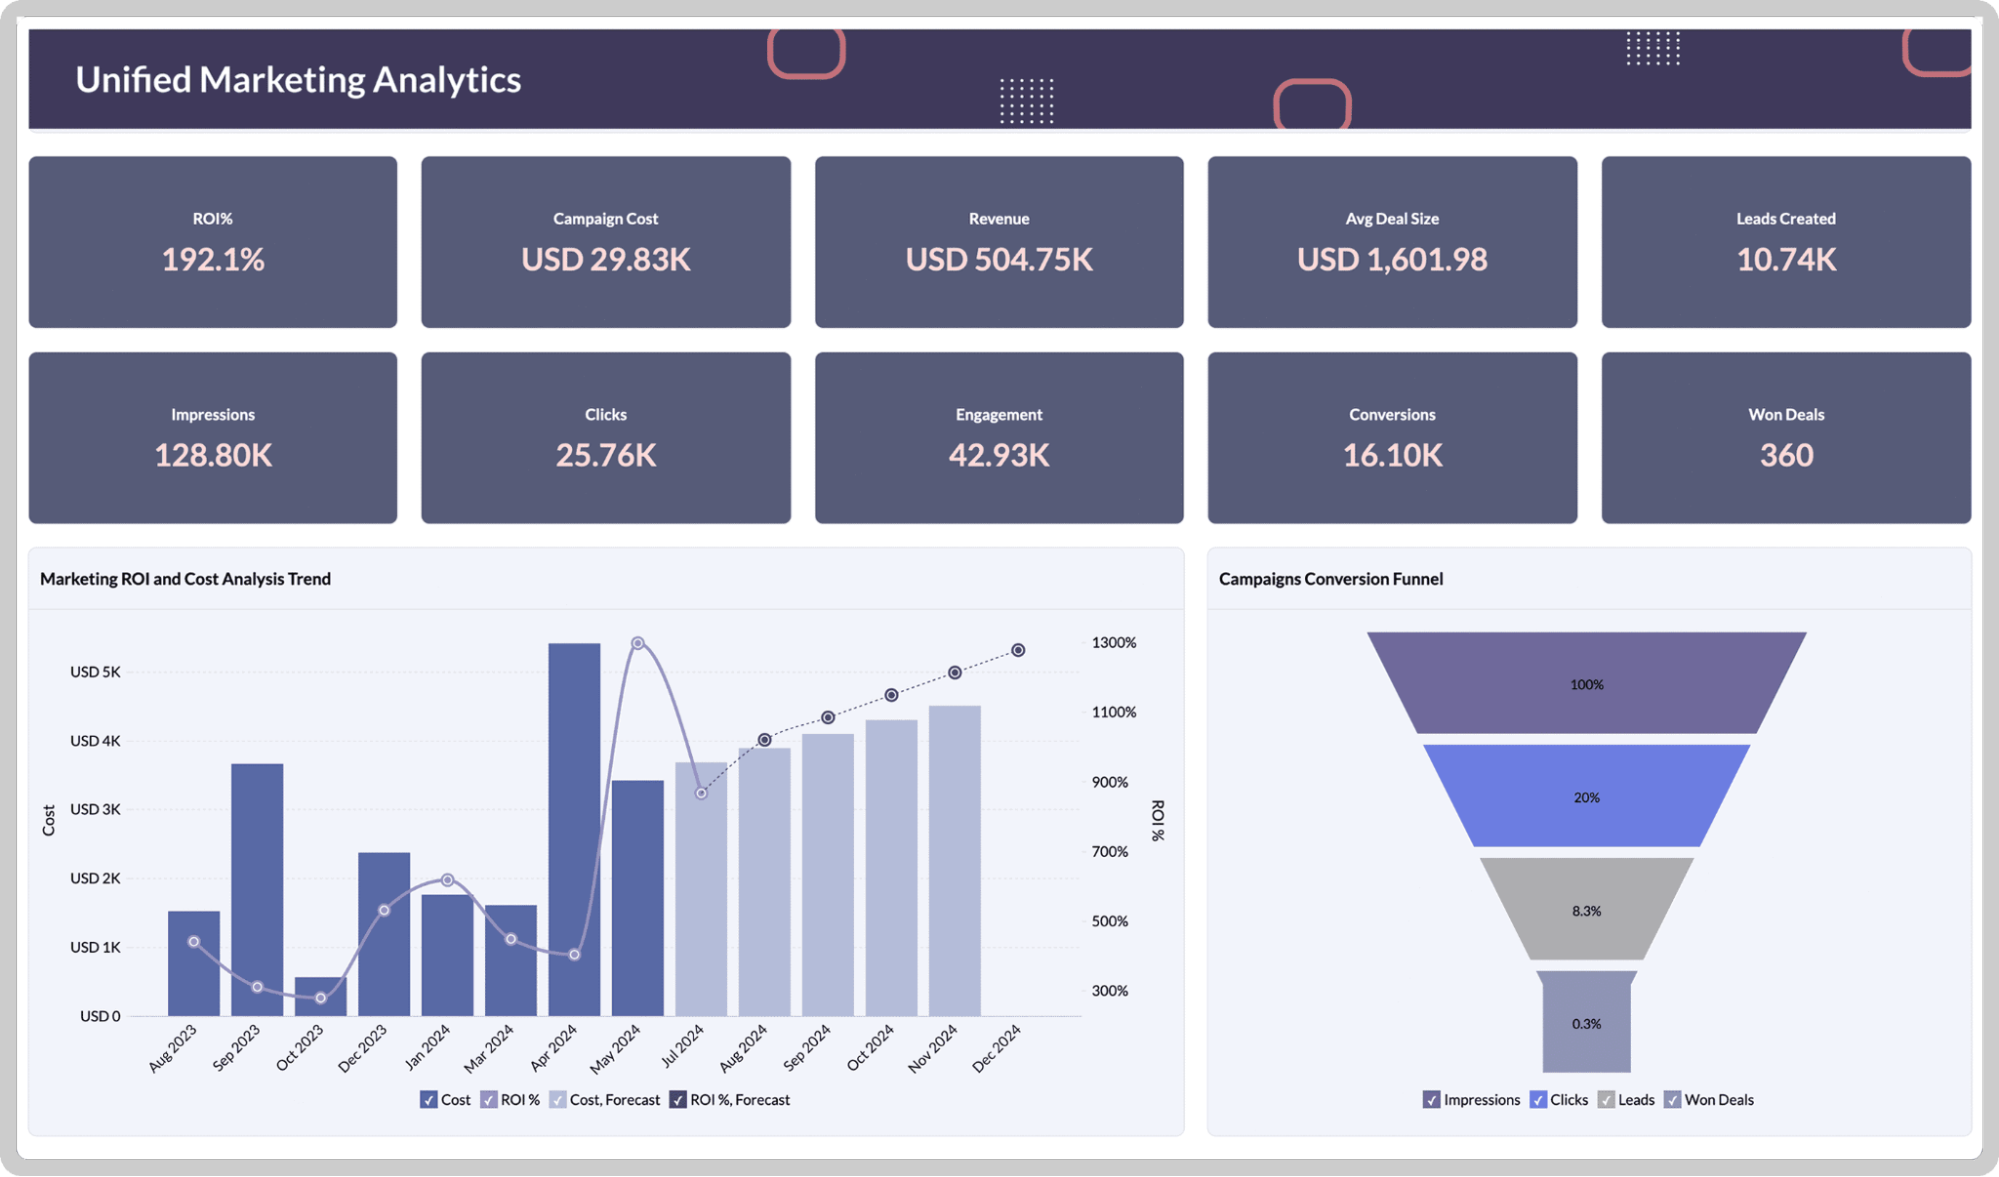 Unified Marketing Analytics
ROI%
192.1%
Campaign Cost
USD 29.83K
Revenue
USD 504.75K
Avg Deal Size
USD 1,601.98
Leads Created
10.74K
Impressions
128.80K
Clicks
25.76K
Engagement
42.93K
Conversions
16.10K
Won Deals
360
Marketing ROI and Cost Analysis Trend
Cost
USD 5K
USD 4K
USD 3K
USD 2K
USD 1K
USD 0
1300%
1100%
900%
700%
500%
300%
ROI %
Aug 2023
Sep 2023
Oct 2023
Dec 2023
Jan 2024
Mar 2024
Apr 2024
May 2024
Jul 2024
Aug 2024
Sep 2024
Oct 2024
Nov 2024
Dec 2024
Cost ROI % Cost, Forecast ROI %, Forecast
Campaigns Conversion Funnel
100%
20%
8.3%
0.3%
Impressions Clicks Leads Won Deals